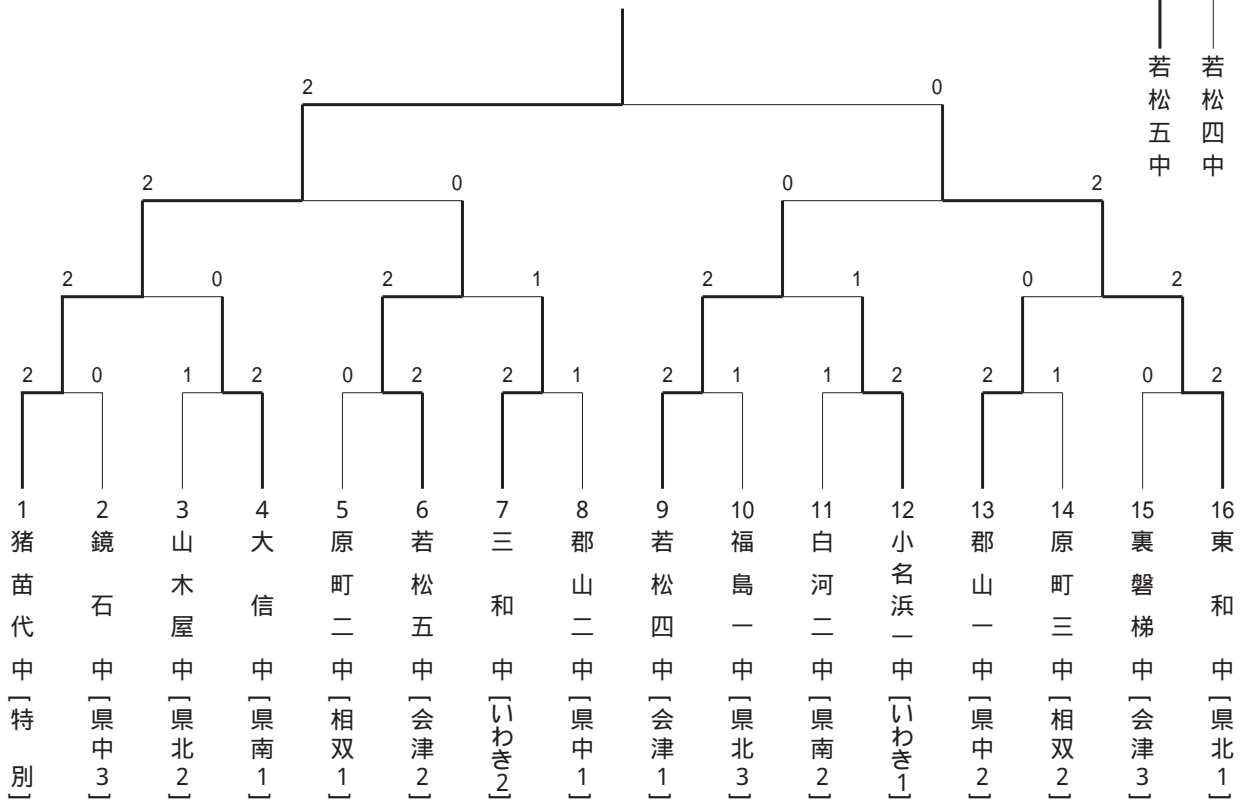 若松五中
若松四中
2 0
2 0 0 2
2 0 2 1 2 1 0 2
2 0 1 2 0 2 2 1 2 1 1 2 2 1 0 2
1 猪苗代中[特別]
2 鏡石中[県中3]
3 山木屋中[県北2]
4 大信中[県南1]
5 原町二中[相双1]
6 若松五中[会津2]
7 三和中[いわき2]
8 郡山二中[県中1]
9 若松四中[会津1]
10 福島一中[県北3]
11 白河二中[県南2]
12 小名浜一中[いわき1]
13 郡山一中[県中2]
14 原町三中[相双2]
15 裏磐梯中[会津3]
16 東和中[県北1]